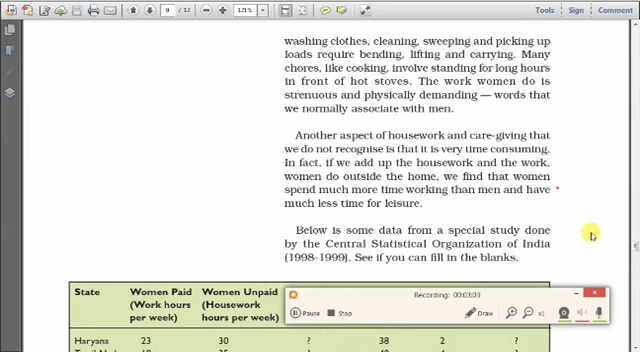 Tools Sign Comment
9 / 12
121%
washing clothes, cleaning, sweeping and picking up
loads require bending, lifting and carrying. Many
chores, like cooking, involve standing for long hours
in front of hot stoves. The work women do is
strenuous and physically demanding — words that
we normally associate with men.
Another aspect of housework and care-giving that
we do not recognise is that it is very time consuming.
In fact, if we add up the housework and the work,
women do outside the home, we find that women
spend much more time working than men and have
much less time for leisure.
Below is some data from a special study done
by the Central Statistical Organization of India
(1998-1999). See if you can fill in the blanks.
State Women Paid Women Unpaid
(Work hours (Housework
per week) hours per week)
Recording: 00:03:03
Pause Stop Draw x1
Haryana 23 30 ? 38 2 ?